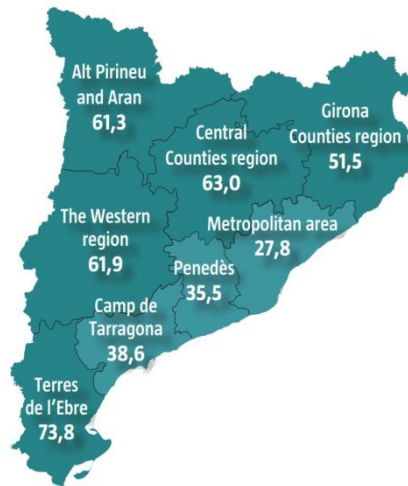 Alt Pirineu
and Aran
61,3
Girona
Counties region
51,5
Central
Counties region
63,0
The Western
region
61,9
Metropolitan area
27,8
Penedès
35,5
Camp de
Tarragona
38,6
Terres
de l'Ebre
73,8